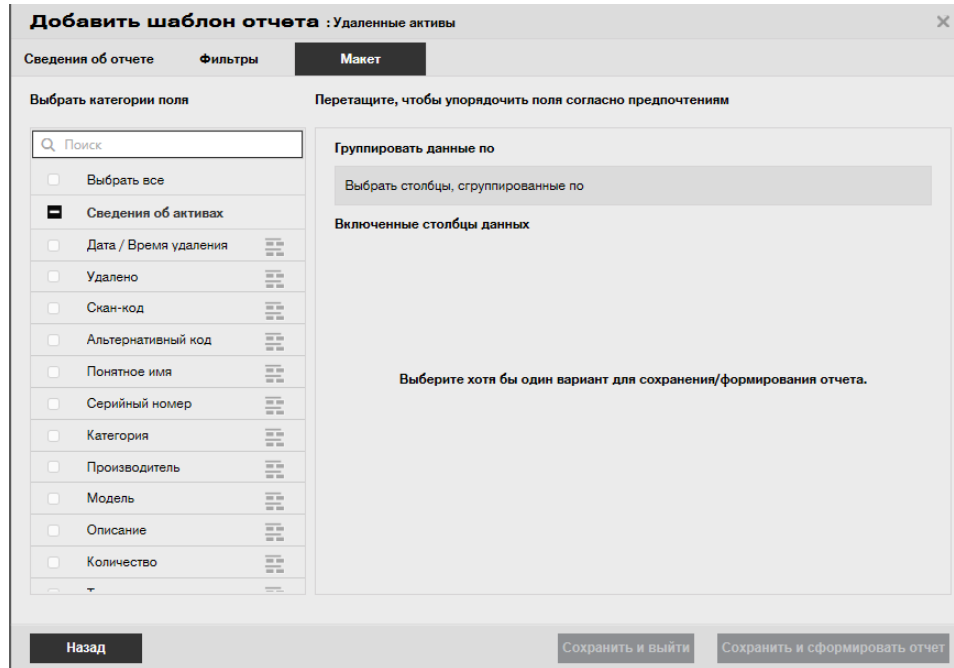 Добавить шаблон отчета : Удаленные активы
Сведения об отчете Фильтры Макет
Выбрать категории поля
Перетащите, чтобы упорядочить поля согласно предпочтениям
Поиск
Выбрать все
Сведения об активах
Дата / Время удаления
Удалено
Скан-код
Альтернативный код
Понятное имя
Серийный номер
Категория
Производитель
Модель
Описание
Количество
Группировать данные по
Выбрать столбцы, сгруппированные по
Включенные столбцы данных
Выберите хотя бы один вариант для сохранения/формирования отчета.
Назад
Сохранить и выйти
Сохранить и сформировать отчет